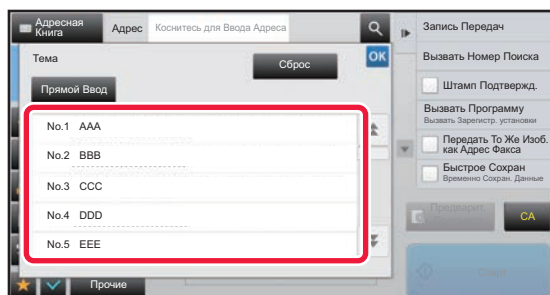 Адресная Книга
Адрес
Коснитесь для Ввода Адреса
Тема
Сброс
OK
Прямой Ввод
No.1 AAA
No.2 BBB
No.3 CCC
No.4 DDD
No.5 EEE
Прочие
Запись Передач
Вызвать Номер Поиска
Штамп Подтвержд.
Вызвать Программу
Вызвать Зарегистр. установки
Передать То Же Изоб.
как Адрес Факса
Быстрое Сохран
Временно Сохран. Данные
Предварит.
CA
Старт